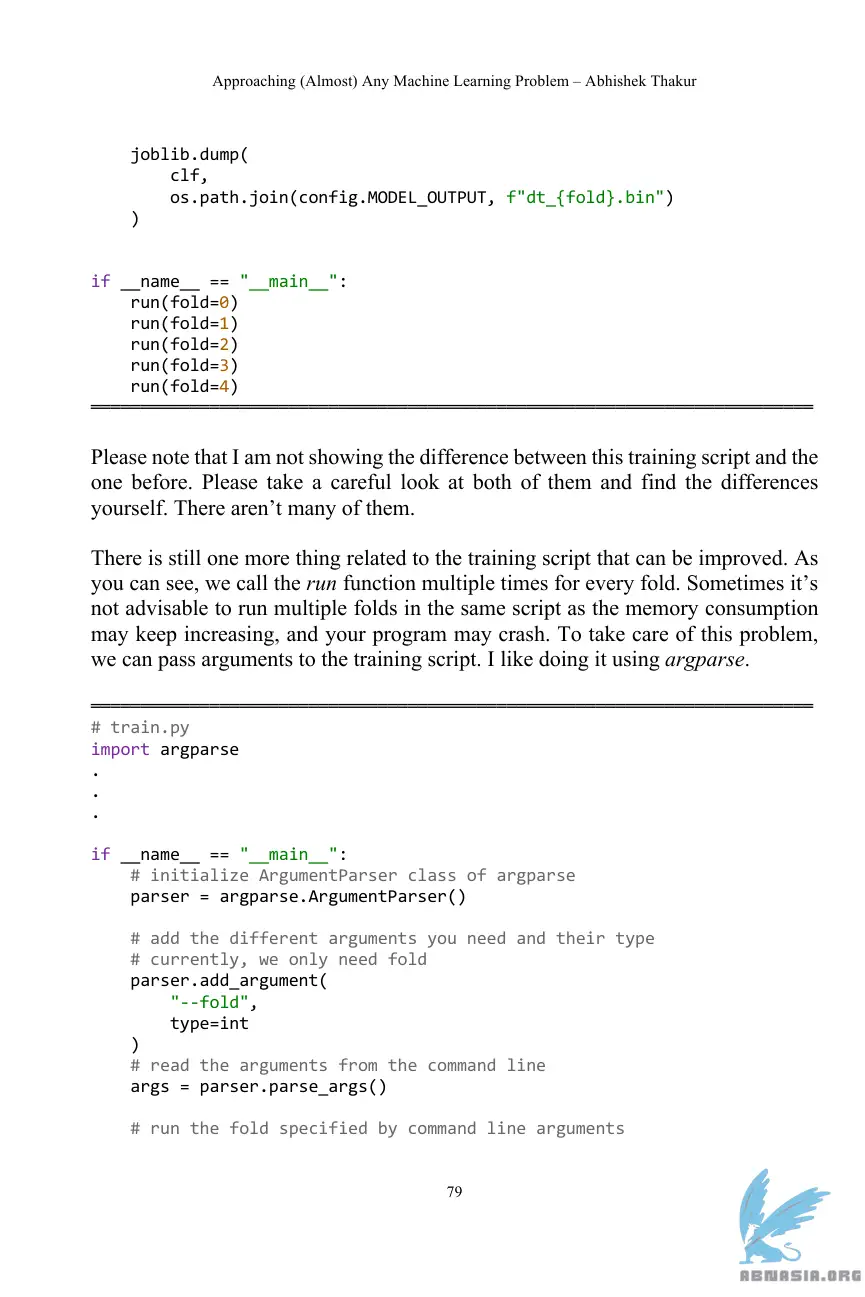 Approaching (Almost) Any Machine Learning Problem – Abhishek Thakur
    joblib.dump(
        clf,
        os.path.join(config.MODEL_OUTPUT, f"dt_{fold}.bin")
    )
if __name__ == "__main__":
    run(fold=0)
    run(fold=1)
    run(fold=2)
    run(fold=3)
    run(fold=4)
Please note that I am not showing the difference between this training script and the
one before. Please take a careful look at both of them and find the differences
yourself. There aren’t many of them.
There is still one more thing related to the training script that can be improved. As
you can see, we call the run function multiple times for every fold. Sometimes it’s
not advisable to run multiple folds in the same script as the memory consumption
may keep increasing, and your program may crash. To take care of this problem,
we can pass arguments to the training script. I like doing it using argparse.
# train.py
import argparse
.
.
.
if __name__ == "__main__":
    # initialize ArgumentParser class of argparse
    parser = argparse.ArgumentParser()
    # add the different arguments you need and their type
    # currently, we only need fold
    parser.add_argument(
        "--fold",
        type=int
    )
    # read the arguments from the command line
    args = parser.parse_args()
    # run the fold specified by command line arguments
79
ABNASIA.ORG